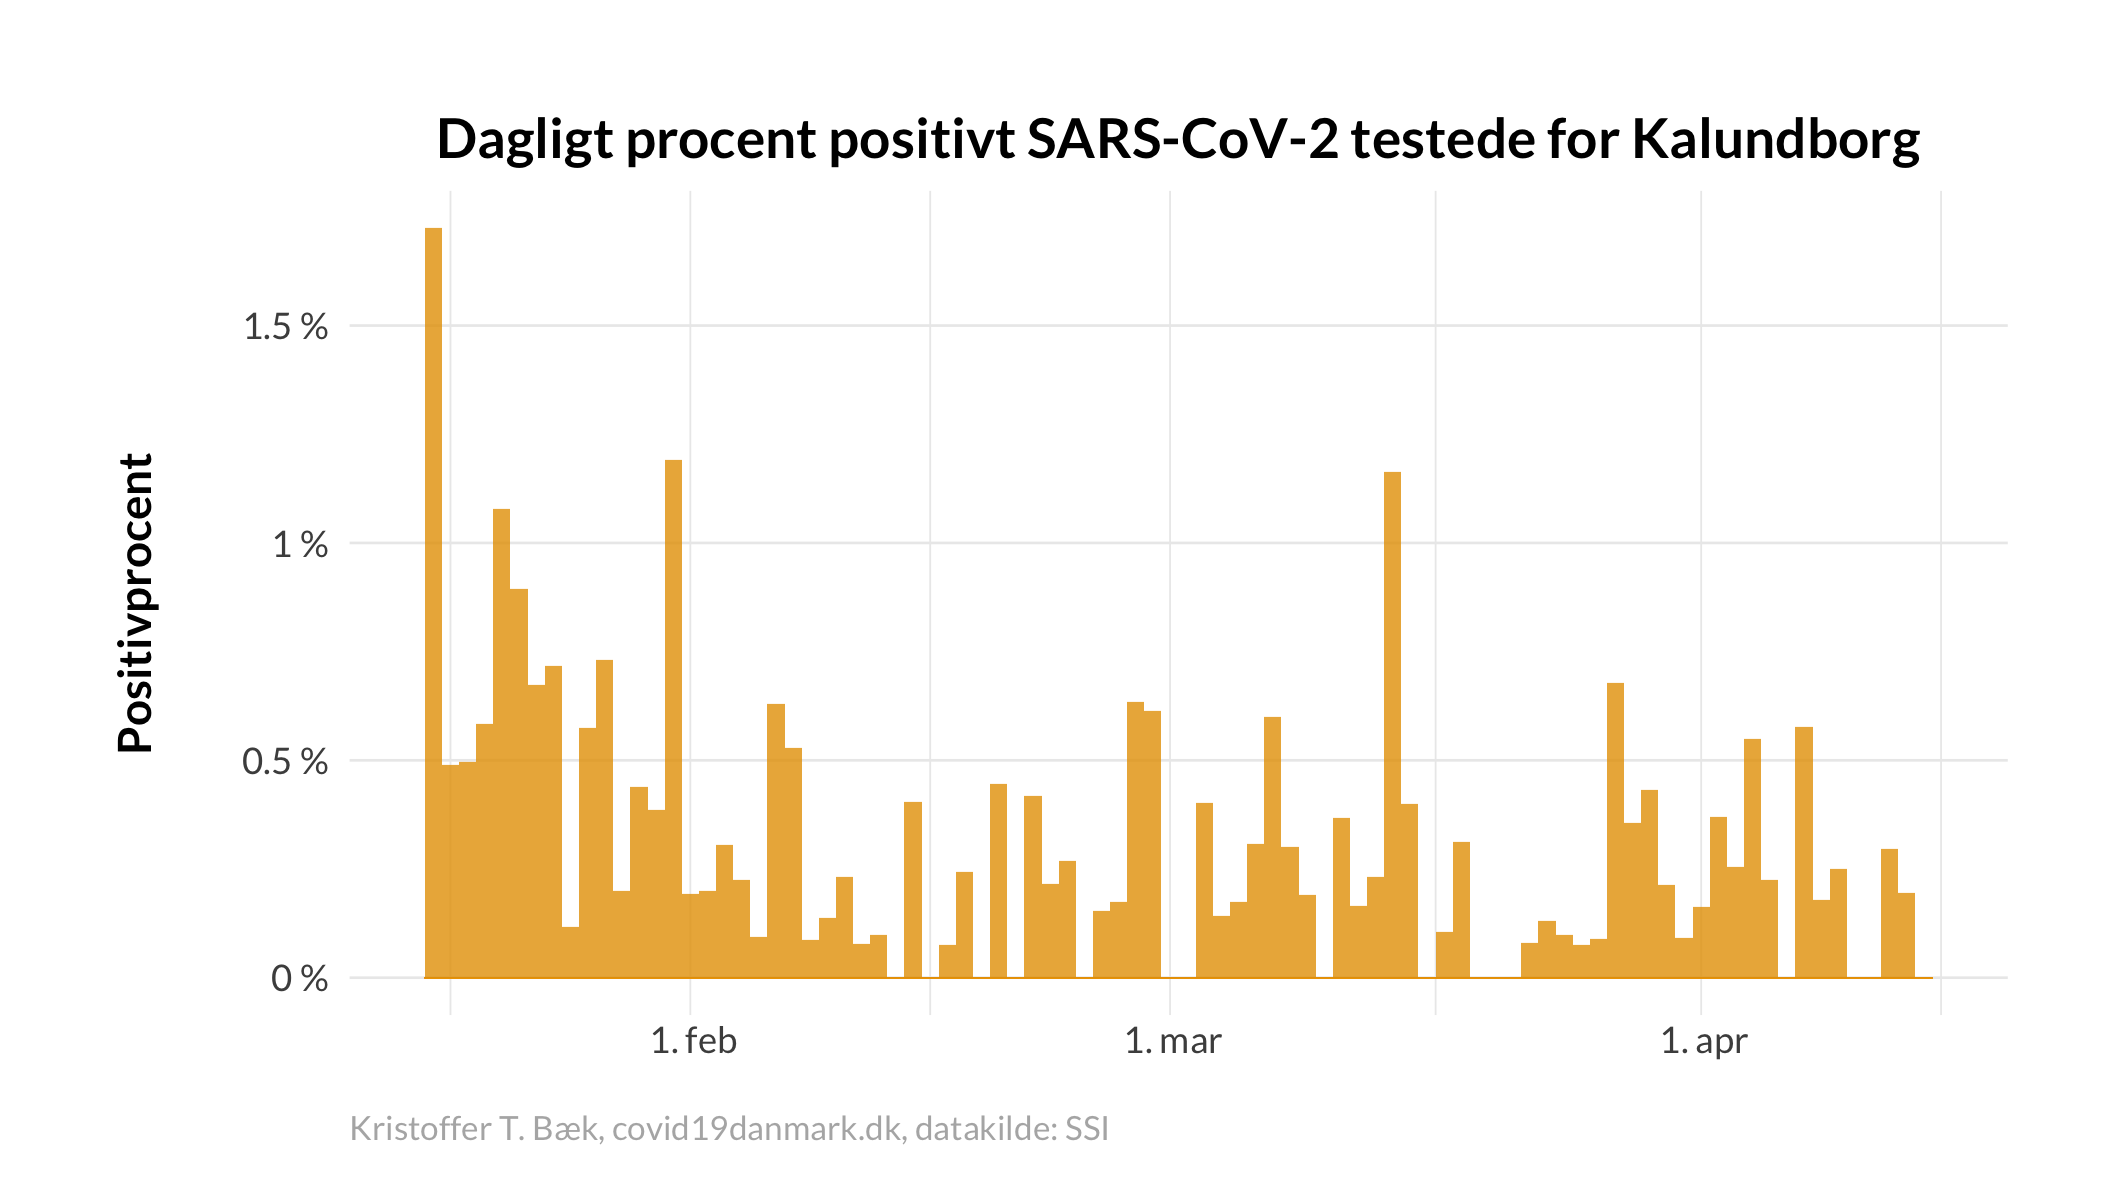 Dagligt procent positivt SARS-CoV-2 testede for Kalundborg
Positivprocent
1.5 %
1 %
0.5 %
0 %
1. feb
1. mar
1. apr
Kristoffer T. Bæk, covid19danmark.dk, datakilde: SSI